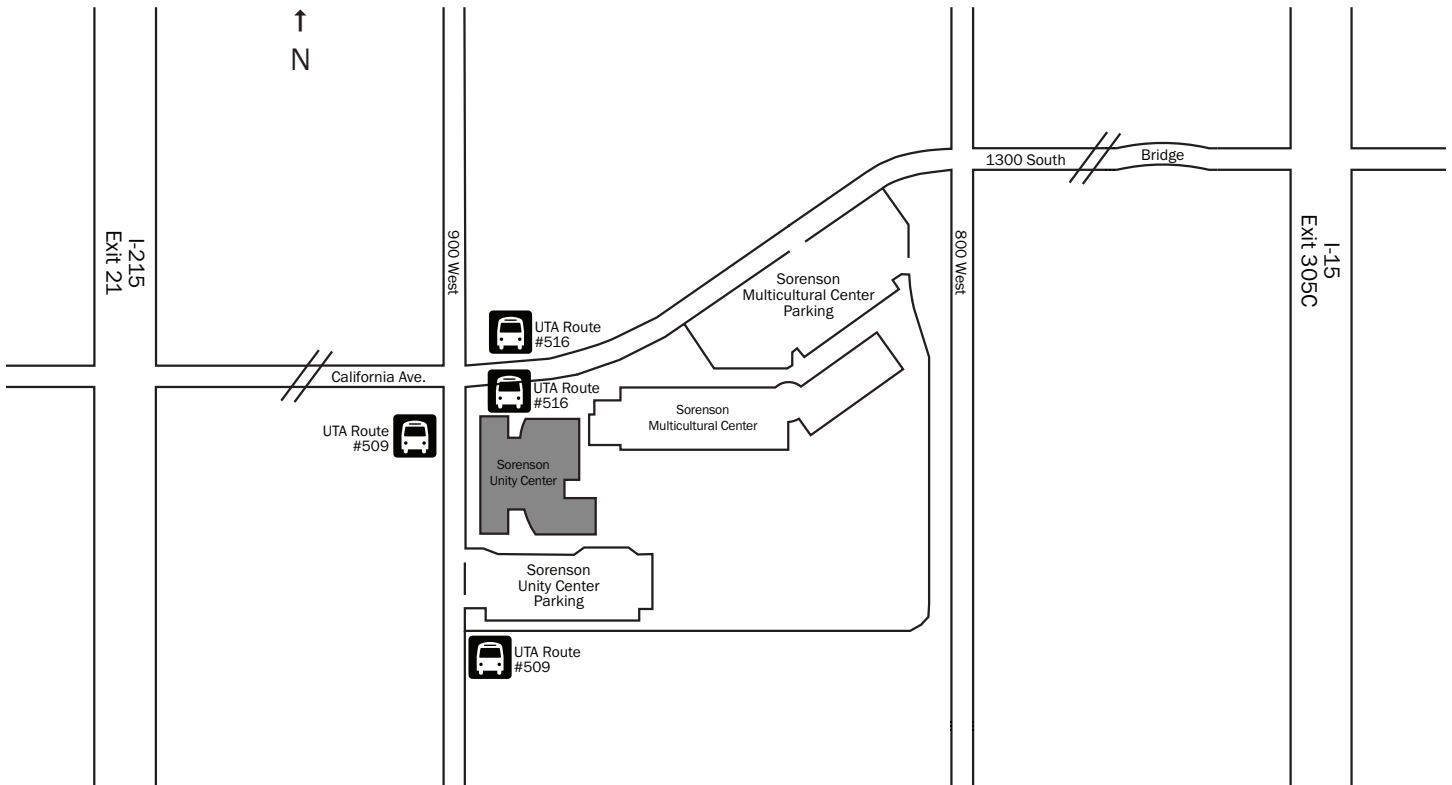 N
1300 South
Bridge
I-215
Exit 21
900 West
800 West
I-15
Exit 305C
Sorenson
Multicultural Center
Parking
UTA Route
#516
California Ave.
UTA Route
#516
Sorenson
Multicultural Center
UTA Route
#509
Sorenson
Unity Center
Sorenson
Unity Center
Parking
UTA Route
#509